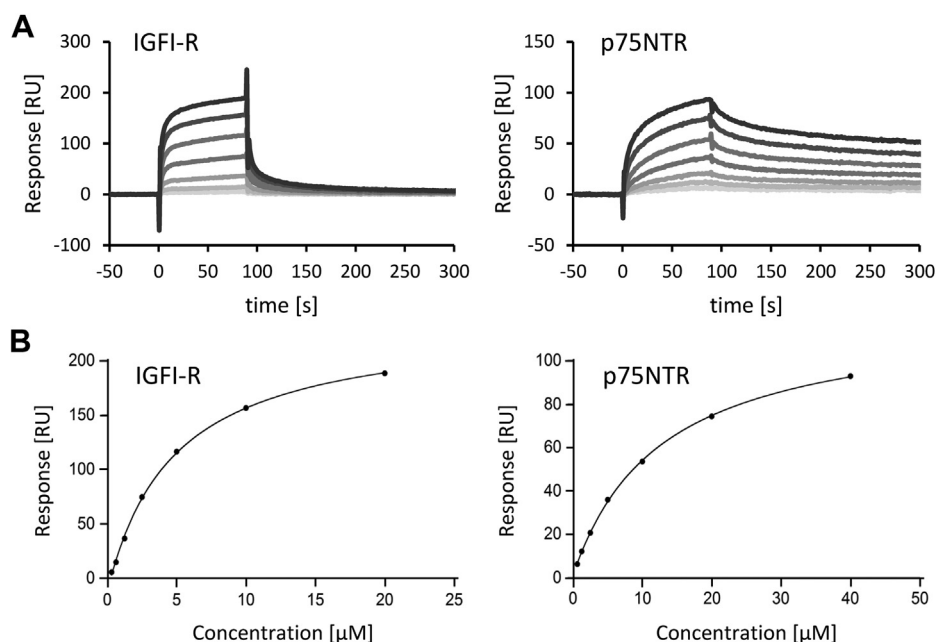 A
IGFI-R
Response [RU]
300
200
100
0
-100
-50 0 50 100 150 200 250 300
time [s]
p75NTR
Response [RU]
150
100
50
0
-50
-50 0 50 100 150 200 250 300
time [s]
B
IGFI-R
Response [RU]
200
150
100
50
0
0 5 10 15 20 25
Concentration [µM]
p75NTR
Response [RU]
100
80
60
40
20
0
0 10 20 30 40 50
Concentration [µM]